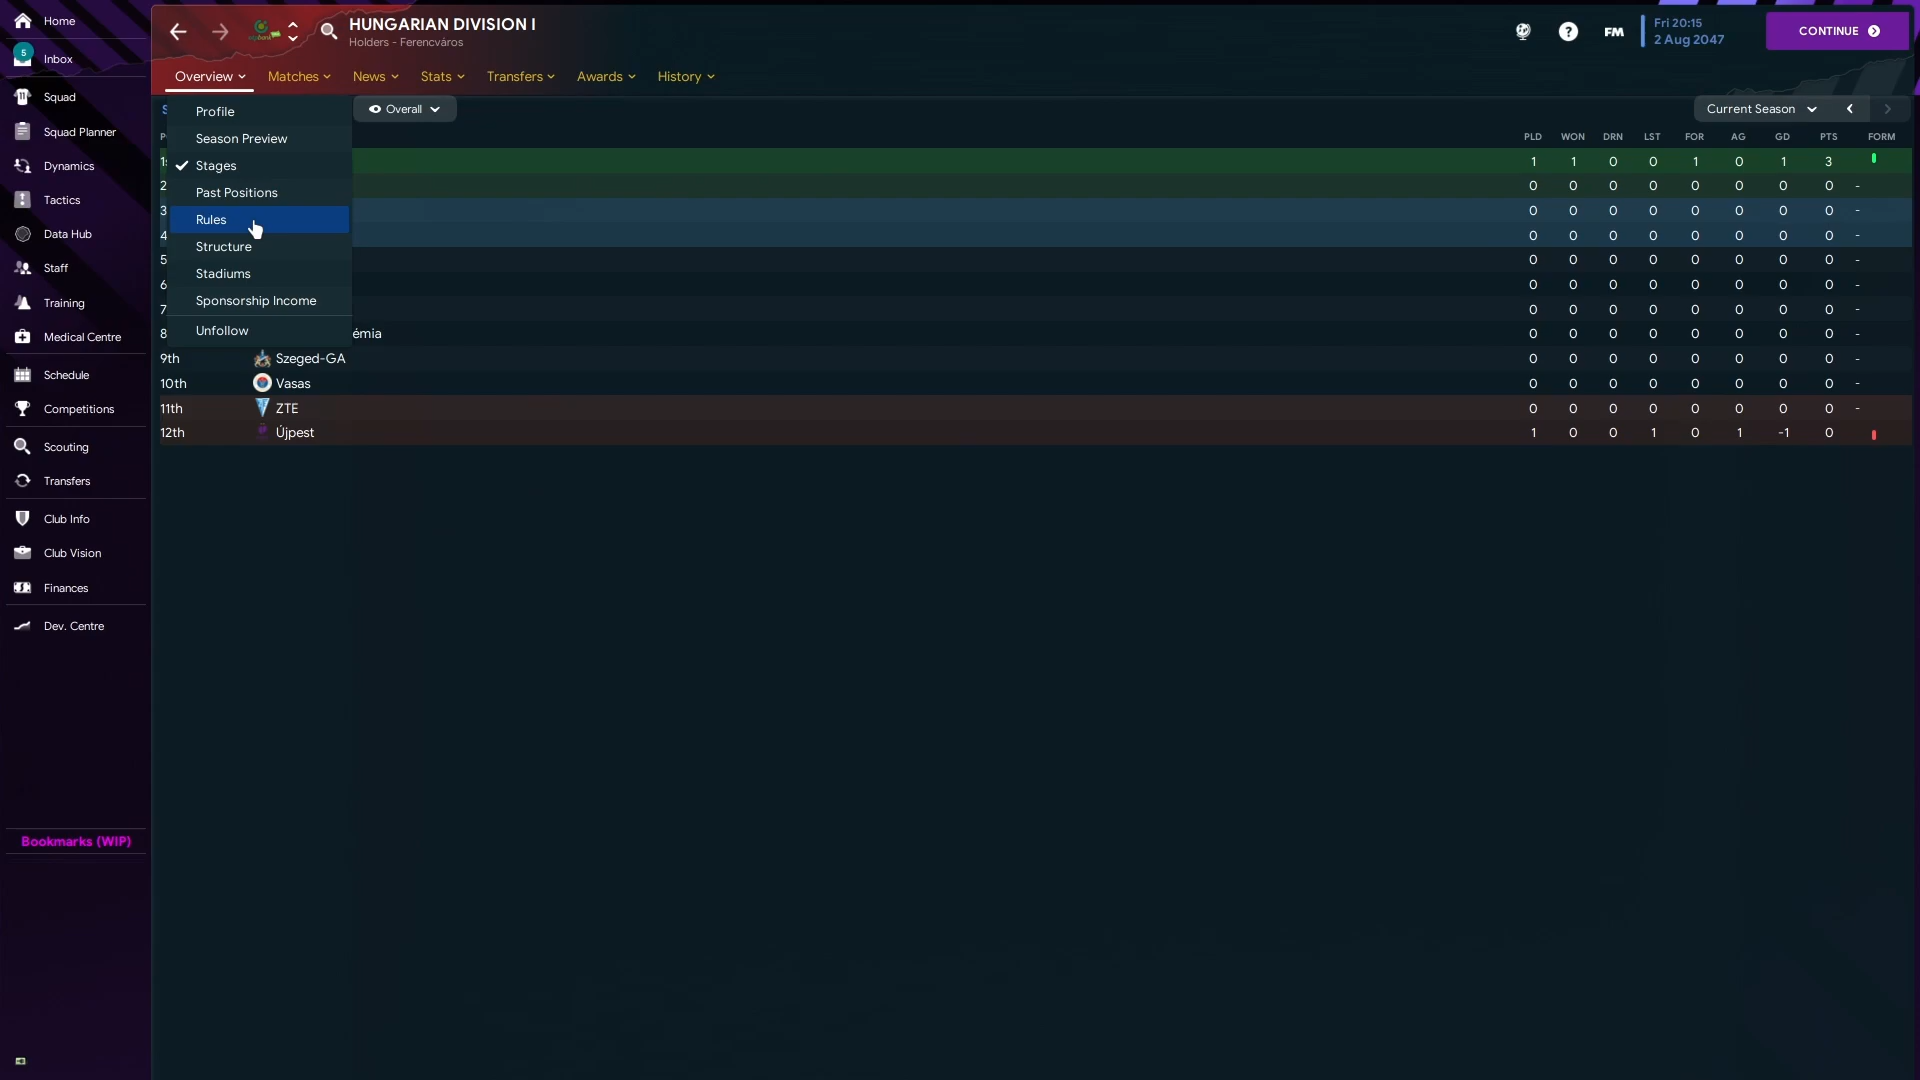 Home
Inbox
5
Squad
Squad Planner
Dynamics
Tactics
Data Hub
Staff
Training
Medical Centre
Schedule
Competitions
Scouting
Transfers
Club Info
Club Vision
Finances
Dev. Centre
Bookmarks (WIP)
HUNGARIAN DIVISION I
Holders - Ferencváros
FM
Fri 20:15
2 Aug 2047
CONTINUE
Overview Matches News Stats Transfers Awards History
Profile
Season Preview
Stages
Past Positions
Rules
Structure
Stadiums
Sponsorship Income
Unfollow
Overall
Current Season
PLD WON DRN LST FOR AG GD PTS FORM
1 1 0 0 1 0 1 3
2 0 0 0 0 0 0 0 0 -
3 0 0 0 0 0 0 0 0 -
4 0 0 0 0 0 0 0 0 -
5 0 0 0 0 0 0 0 0 -
6 0 0 0 0 0 0 0 0 -
7 0 0 0 0 0 0 0 0 -
8 émia 0 0 0 0 0 0 0 0 -
9th Szeged-GA 0 0 0 0 0 0 0 0 -
10th Vasas 0 0 0 0 0 0 0 0 -
11th ZTE 0 0 0 0 0 0 0 0 -
12th Újpest 1 0 0 1 0 1 -1 0